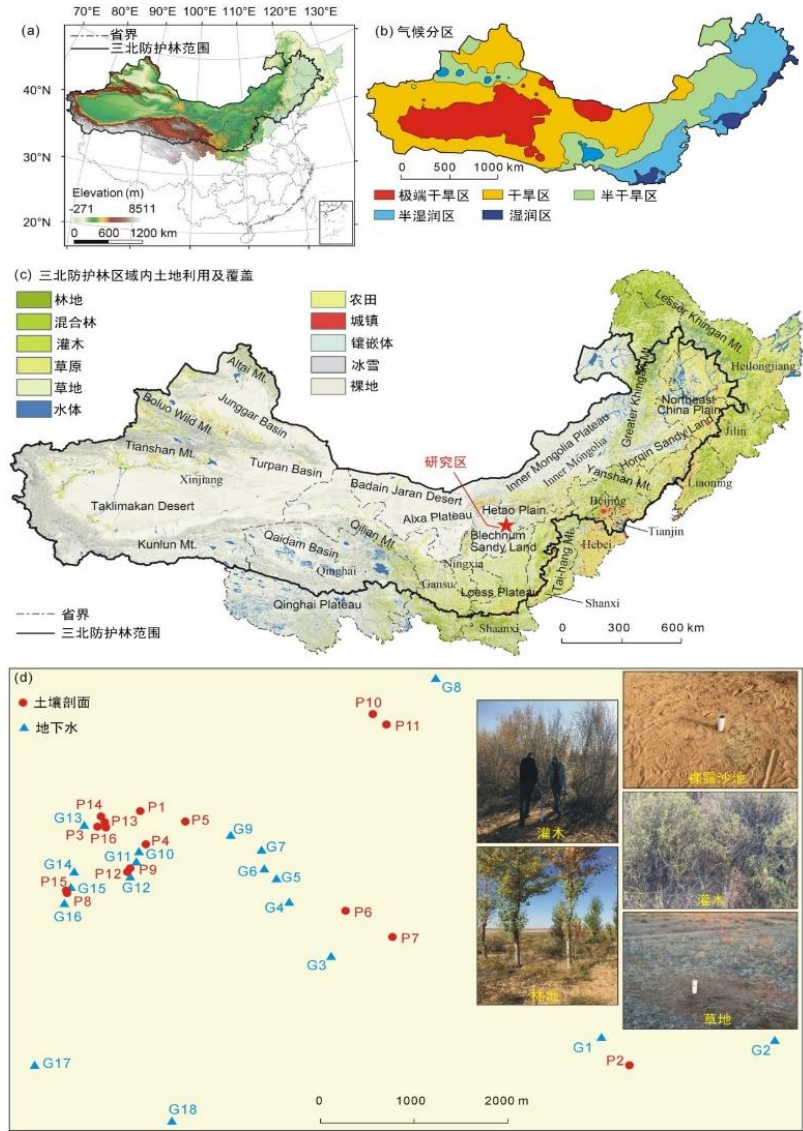 (a)
70°E 80°E 90°E 100°E 110°E 120°E 130°E
省界
三北防护林范围
40°N
40°N
30°N
30°N
20°N
20°N
Elevation (m)
-271 8511
0 600 1200 km
(b) 气候分区
0 500 1000 km
极端干旱区 干旱区 半干旱区
半湿润区 湿润区
(c) 三北防护林区域内土地利用及覆盖
林地 农田
混合林 城镇
灌木 镶嵌体
草原 冰雪
草地 裸地
水体
Lesser Khingan Mt.
Heilongjiang
Greater Khingan Mt.
Northeast
China Plain
Jilin
Horqin Sandy Land
Liaoning
Inner Mongolia Plateau
Inner Mongolia
Yanshan Mt.
Beijing
Tianjin
Hebei
Tai-hang Mt.
Altai Mt.
Junggar Basin
Boluo Wild Mt.
Tianshan Mt.
Turpan Basin
Xinjiang
Taklimakan Desert
Kunlun Mt.
Badain Jaran Desert
Alxa Plateau
研究区
Hetao Plain
Blechnum
Sandy Land
Qilian Mt.
Qaidam Basin
Qinghai
Ningxia
Gansu
Loess Plateau
Shanxi
Shaanxi
Qinghai Plateau
省界
三北防护林范围
0 300 600 km
(d)
土壤剖面
地下水
G8
P10
P11
P14
P1
G13
P13
P5
P3
P16
P4
G9
G11
G10
G7
G14
P12
P9
G6
G5
P15
G15
G12
P8
G16
G4
P6
P7
G3
G1
G2
P2
G17
G18
0 1000 2000 m
灌木
裸露沙地
灌木
林地
草地